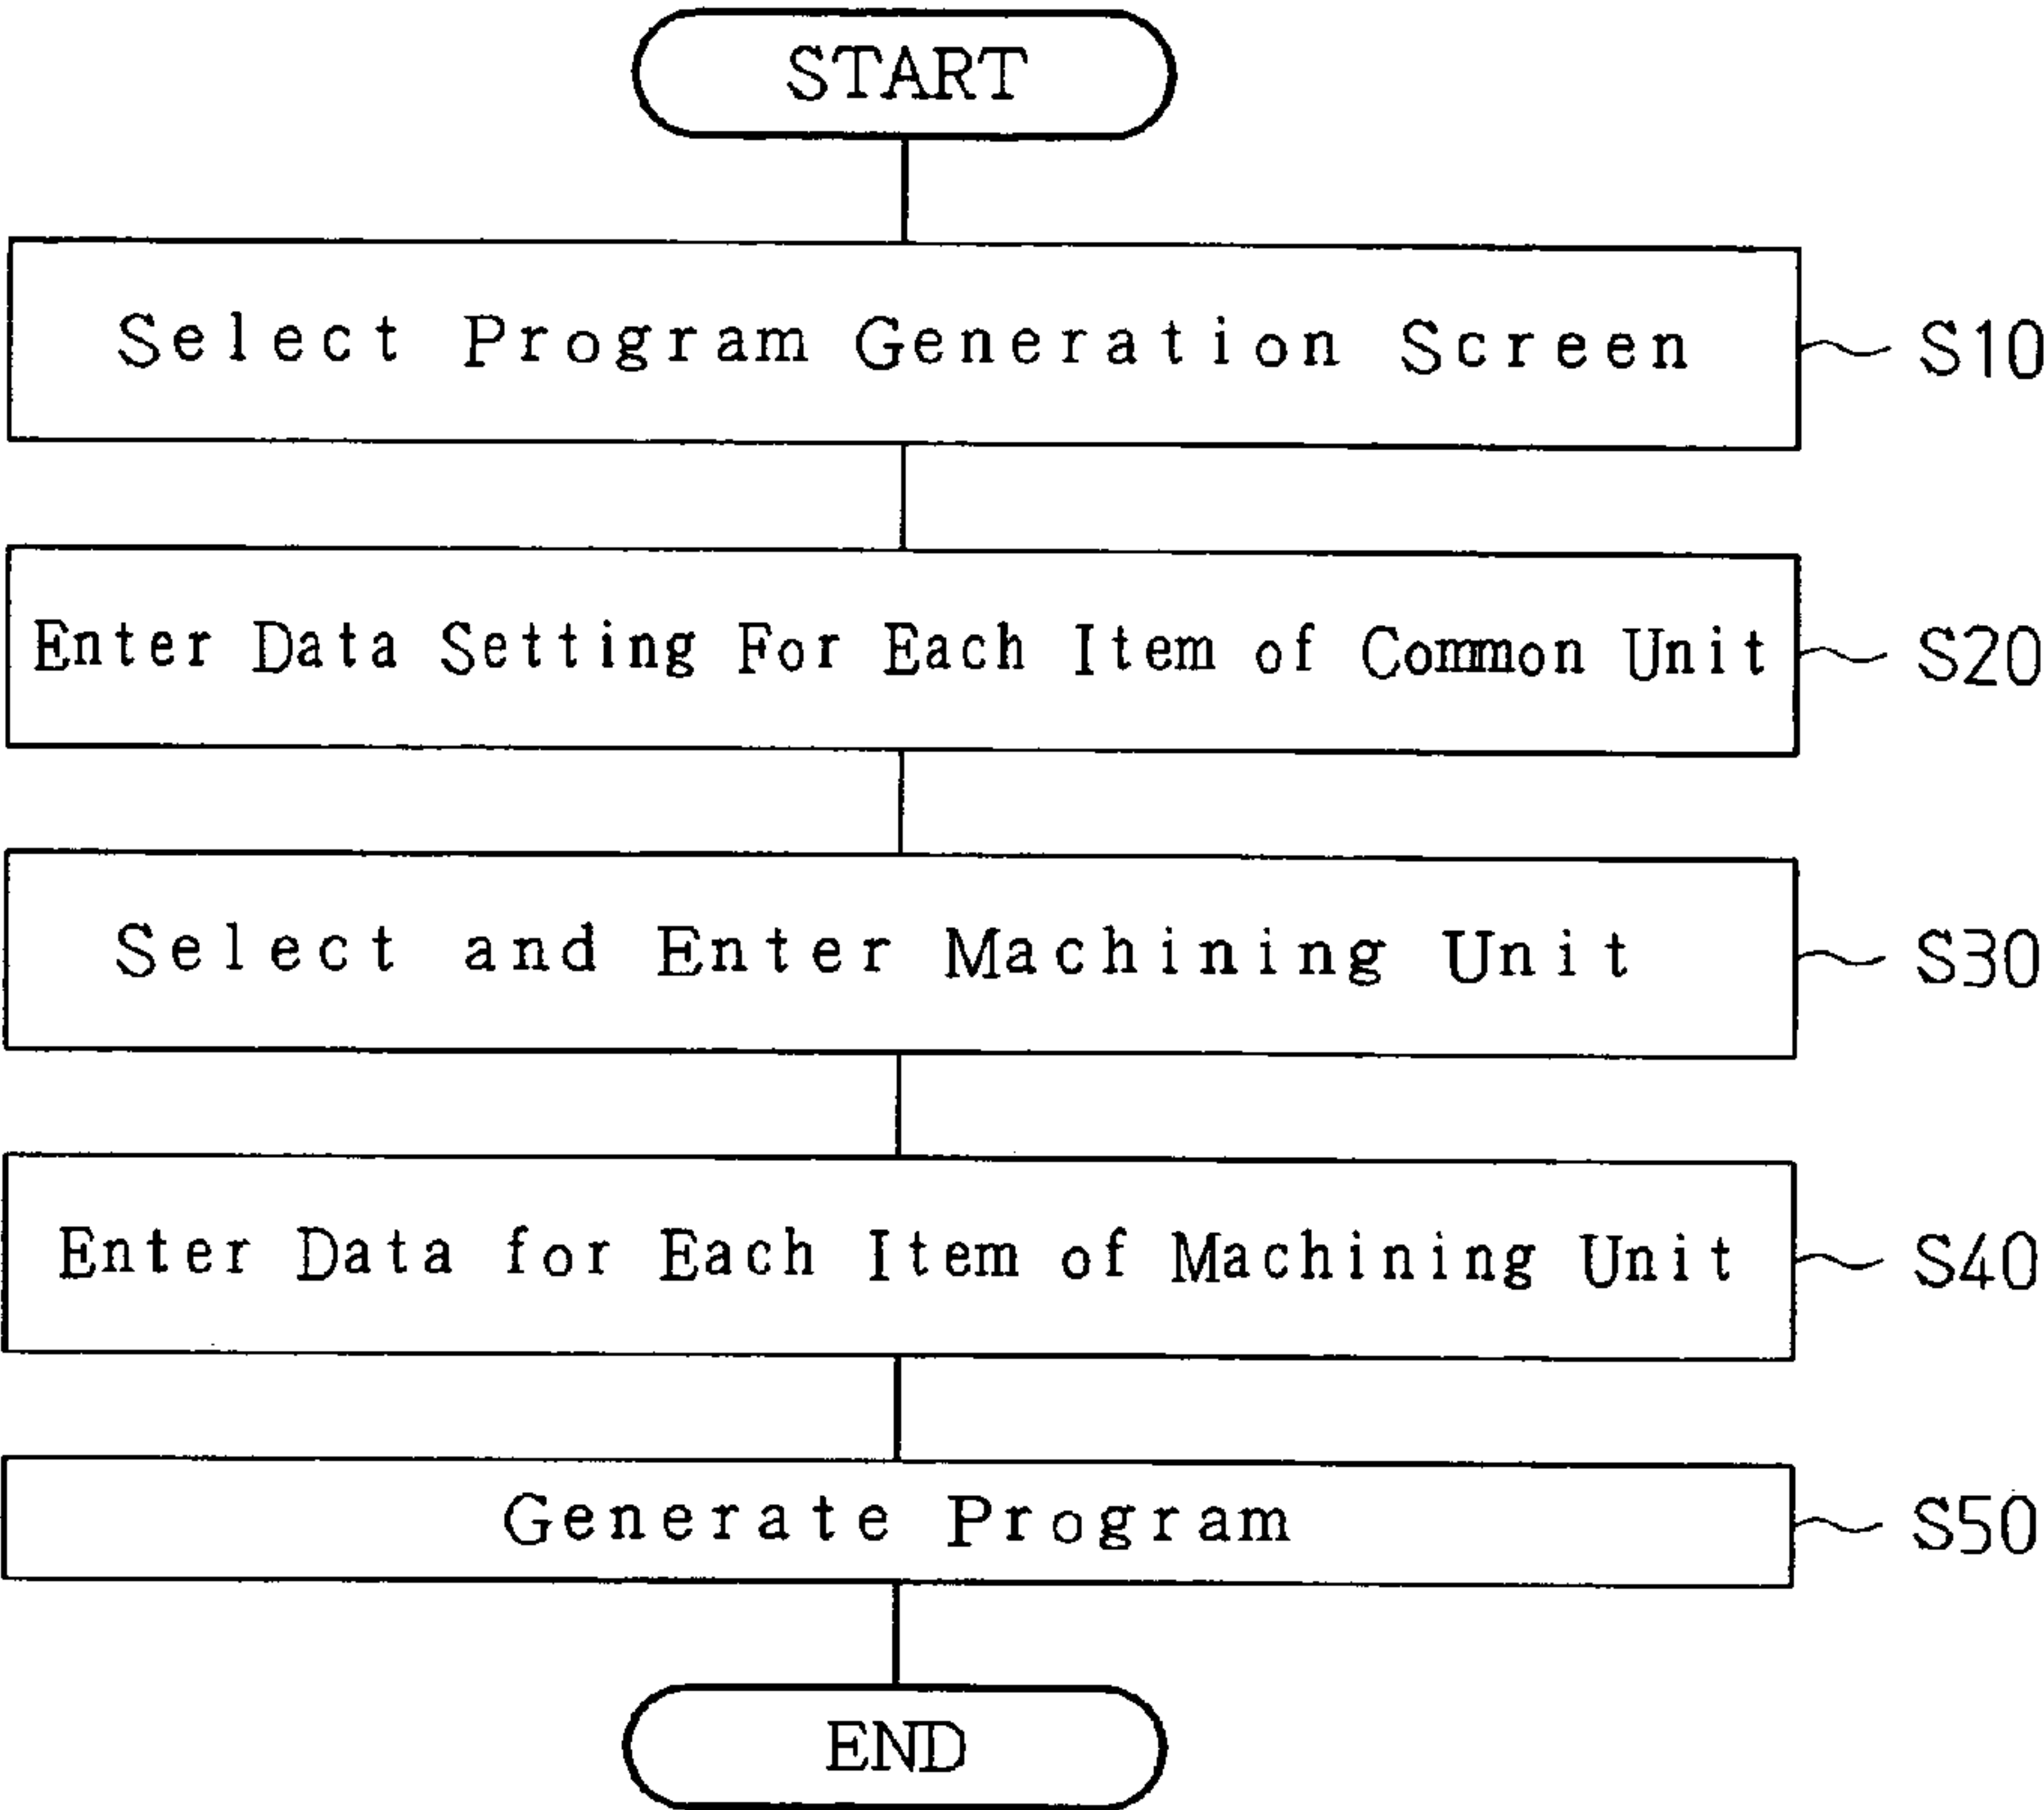 START
Select Program Generation Screen S10
Enter Data Setting For Each Item of Common Unit S20
Select and Enter Machining Unit S30
Enter Data for Each Item of Machining Unit S40
Generate Program S50
END